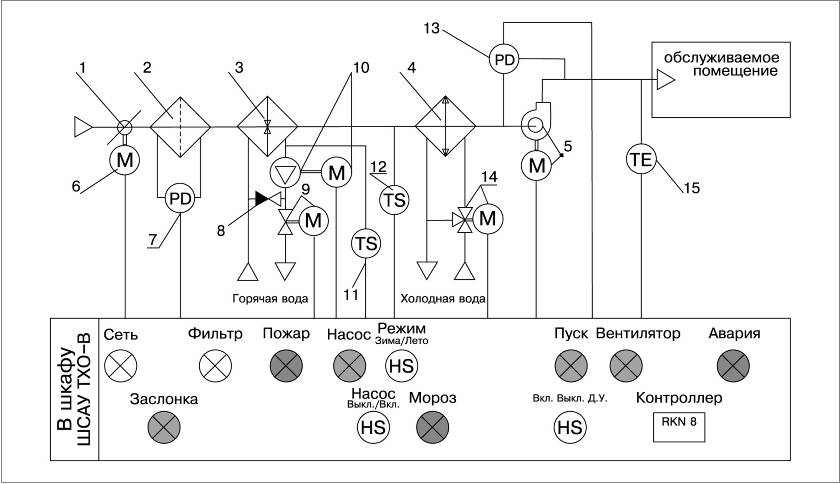 13
1
2
3
10
4
PD
обслуживаемое
помещение
5
6
M
PD
M
12
TS
14
M
TE
15
7
8
9
M
TS
11
M
Горячая вода
Холодная вода
В шкафу
ШСАУ ТХО-В
Сеть
Фильтр
Пожар
Насос
Режим
Зима/Лето
HS
Пуск
Вентилятор
Авария
Заслонка
Насос
Выкл./Вкл.
HS
Мороз
Вкл. Выкл. Д.У.
HS
Контроллер
RKN 8